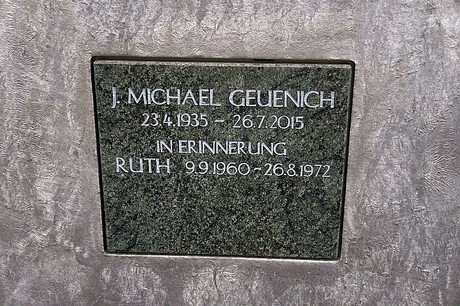 J. MICHAEL GEUENICH
23.4.1935 – 26.7.2015
IN ERINNERUNG
RUTH 9.9.1960 – 26.8.1972